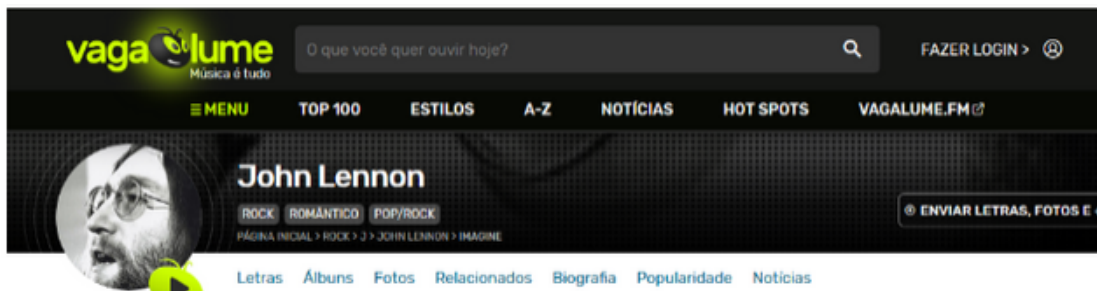 vagalume
Música é tudo
O que você quer ouvir hoje?
FAZER LOGIN >
MENU TOP 100 ESTILOS A-Z NOTÍCIAS HOT SPOTS VAGALUME.FM
John Lennon
ROCK ROMÂNTICO POP/ROCK
® ENVIAR LETRAS, FOTOS E
PÁGINA INICIAL > ROCK > J > JOHN LENNON > IMAGINE
Letras Álbuns Fotos Relacionados Biografia Popularidade Notícias